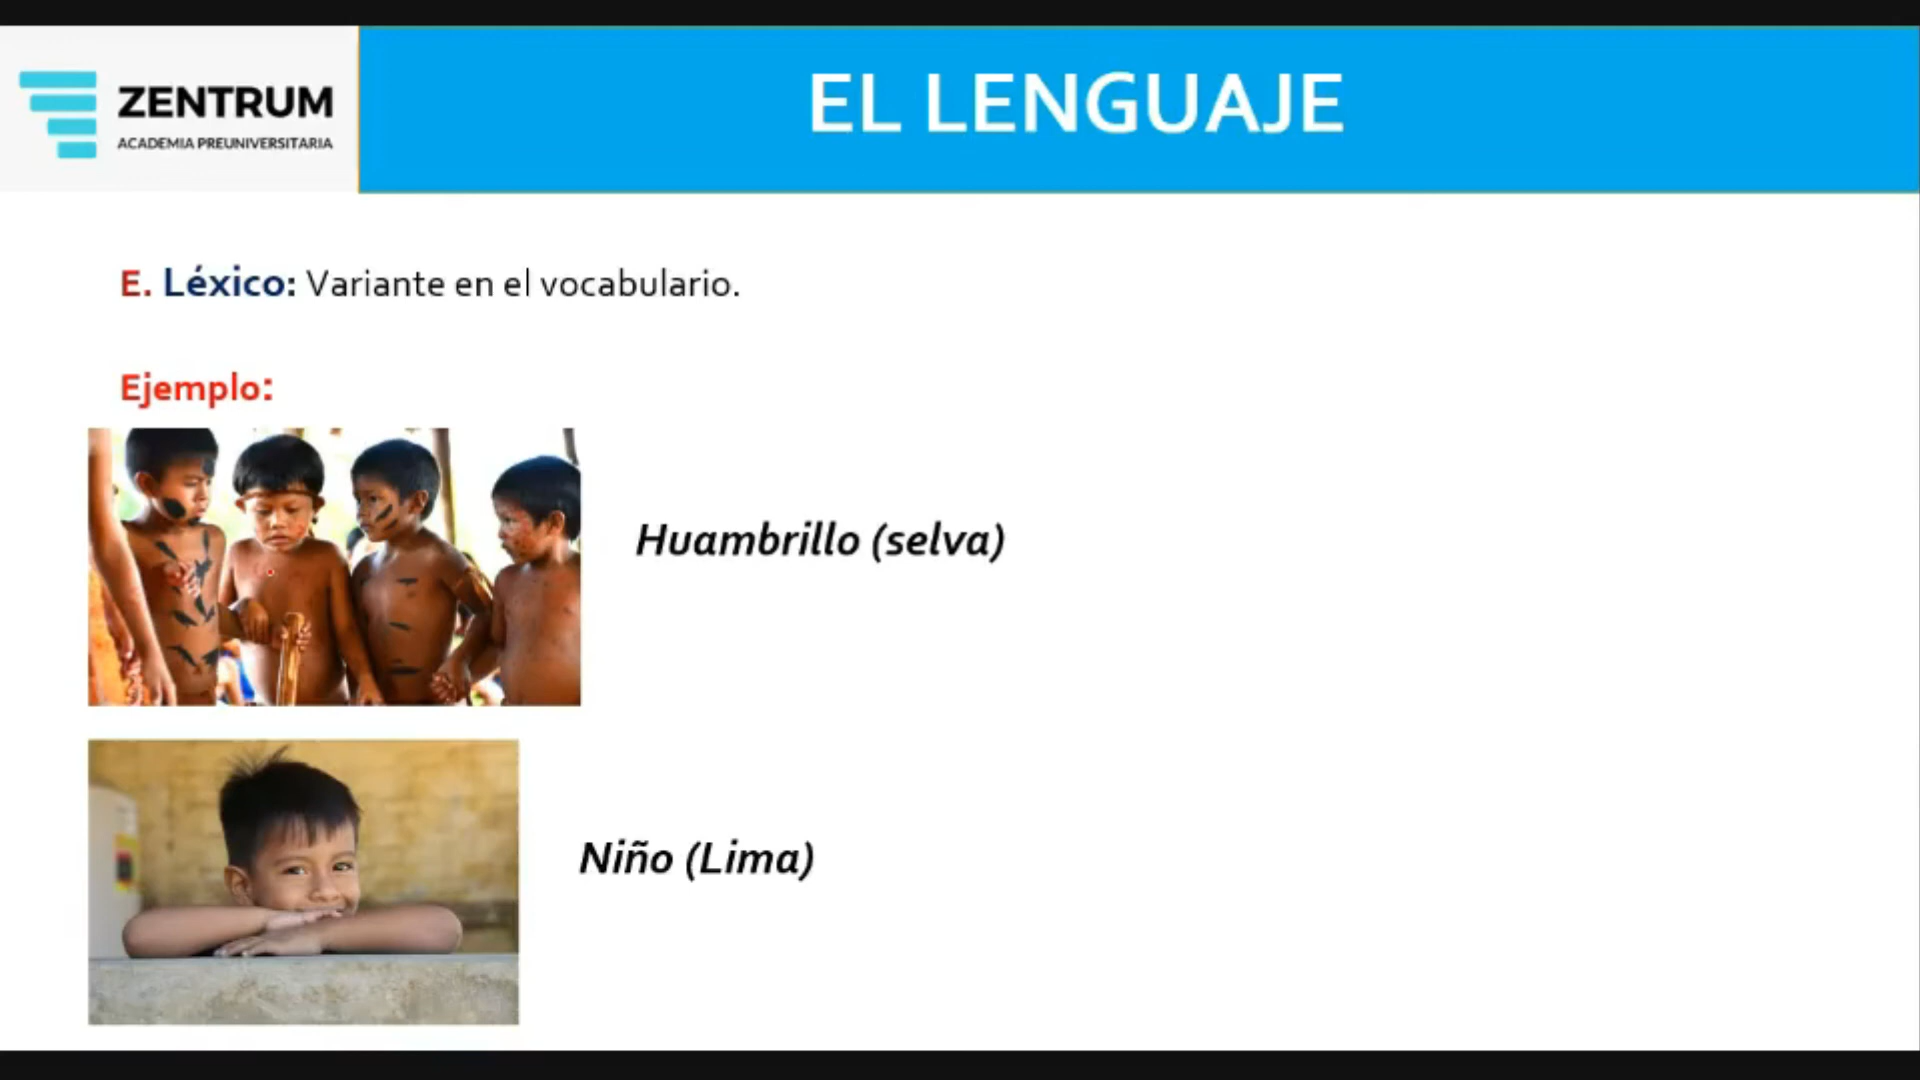 ZENTRUM
ACADEMIA PREUNIVERSITARIA
EL LENGUAJE
E. Léxico: Variante en el vocabulario.
Ejemplo:
Huambrillo (selva)
Niño (Lima)